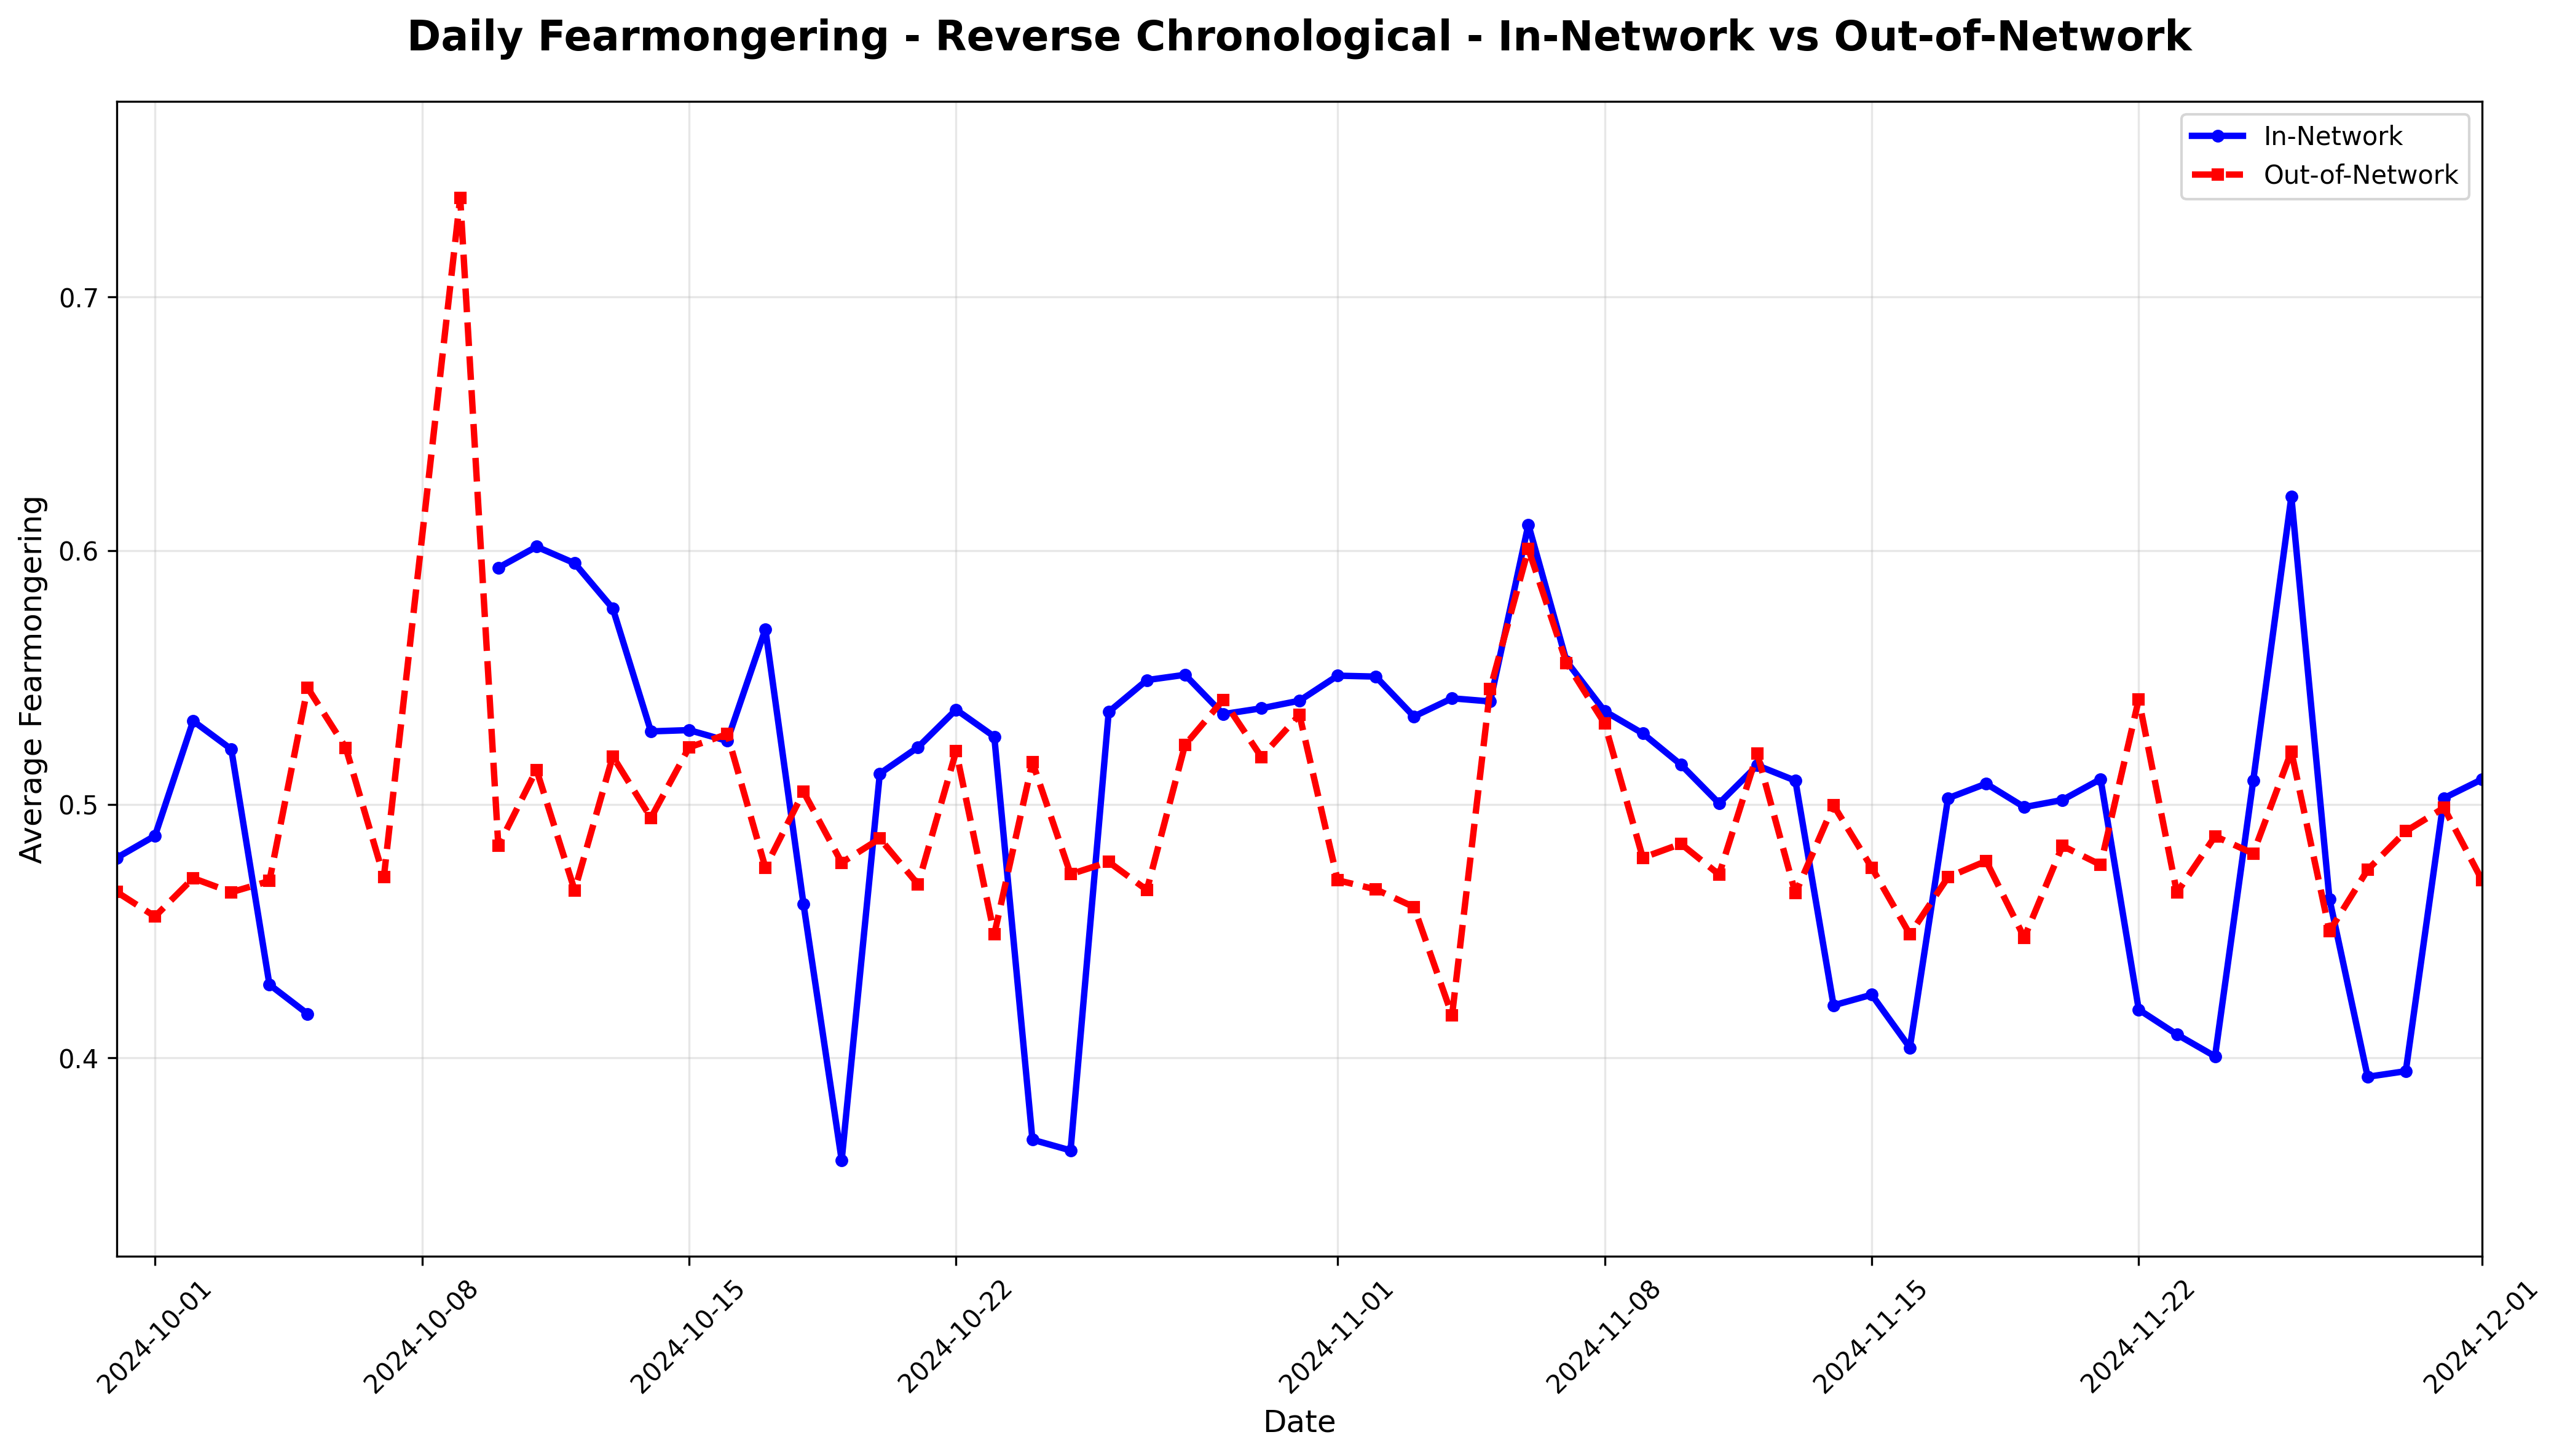 Daily Fearmongering - Reverse Chronological - In-Network vs Out-of-Network
In-Network
Out-of-Network
Average Fearmongering
0.7
0.6
0.5
0.4
2024-10-01
2024-10-08
2024-10-15
2024-10-22
2024-11-01
2024-11-08
2024-11-15
2024-11-22
2024-12-01
Date